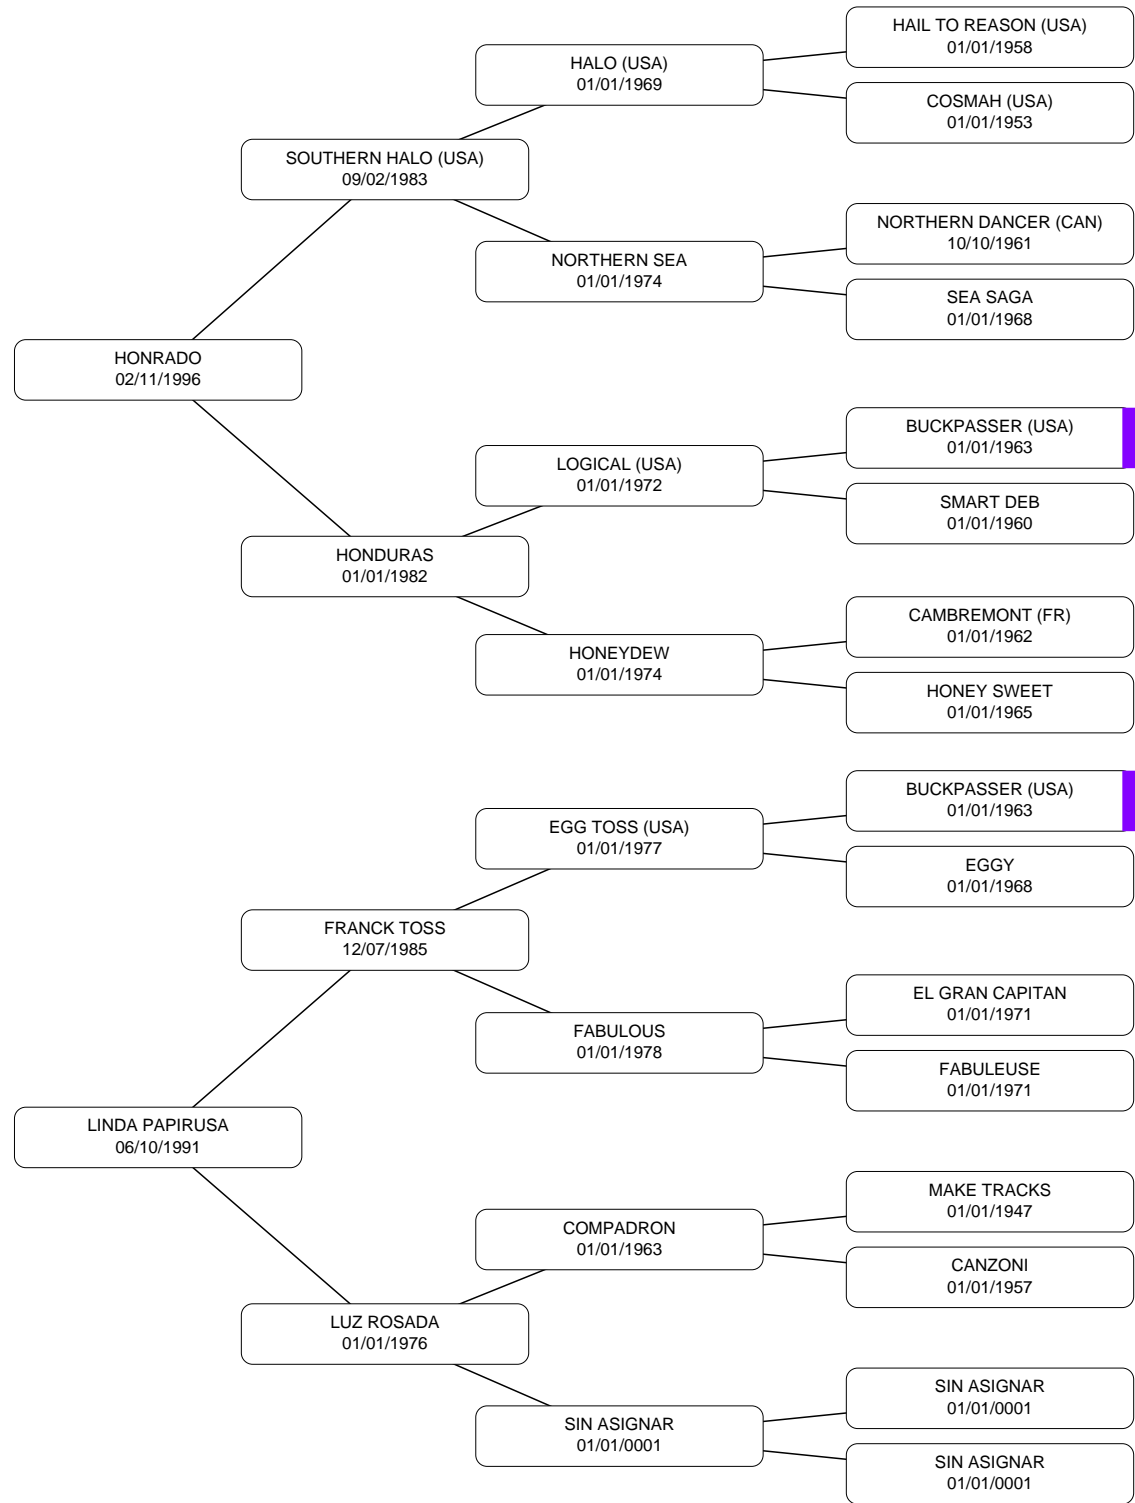 HAIL TO REASON (USA)
01/01/1958
HALO (USA)
01/01/1969
COSMAH (USA)
01/01/1953
SOUTHERN HALO (USA)
09/02/1983
NORTHERN DANCER (CAN)
10/10/1961
NORTHERN SEA
01/01/1974
SEA SAGA
01/01/1968
HONRADO
02/11/1996
BUCKPASSER (USA)
01/01/1963
LOGICAL (USA)
01/01/1972
SMART DEB
01/01/1960
HONDURAS
01/01/1982
CAMBREMONT (FR)
01/01/1962
HONEYDEW
01/01/1974
HONEY SWEET
01/01/1965
BUCKPASSER (USA)
01/01/1963
EGG TOSS (USA)
01/01/1977
EGGY
01/01/1968
FRANCK TOSS
12/07/1985
EL GRAN CAPITAN
01/01/1971
FABULOUS
01/01/1978
FABULEUSE
01/01/1971
LINDA PAPIRUSA
06/10/1991
MAKE TRACKS
01/01/1947
COMPADRON
01/01/1963
CANZONI
01/01/1957
LUZ ROSADA
01/01/1976
SIN ASIGNAR
01/01/0001
SIN ASIGNAR
01/01/0001
SIN ASIGNAR
01/01/0001